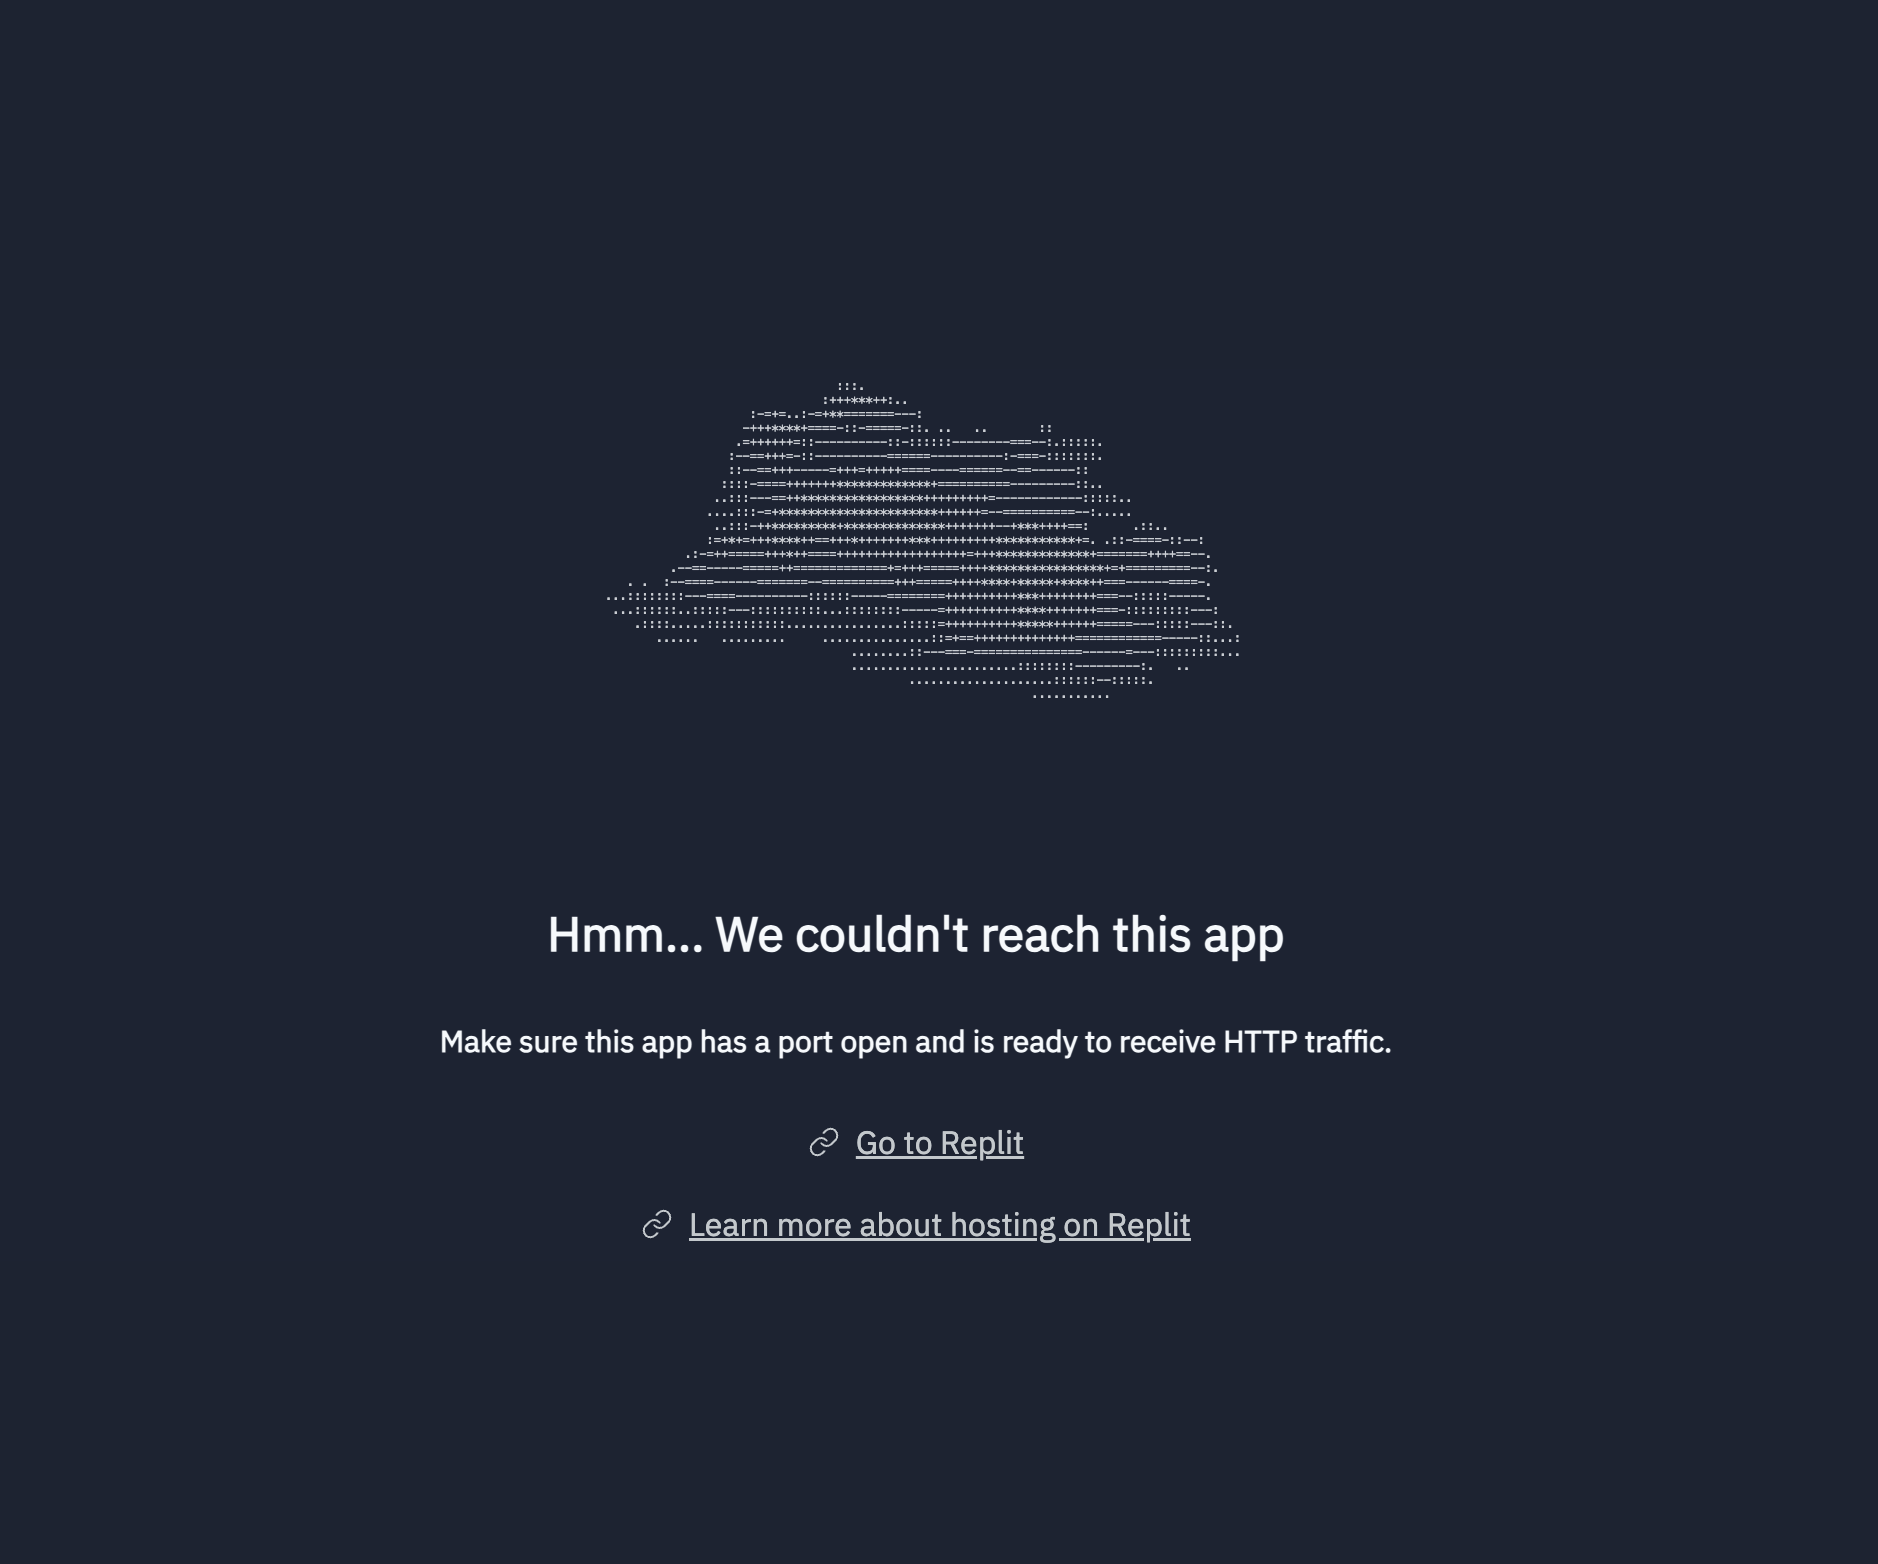 Hmm... We couldn't reach this app
Make sure this app has a port open and is ready to receive HTTP traffic.
Go to Replit
Learn more about hosting on Replit